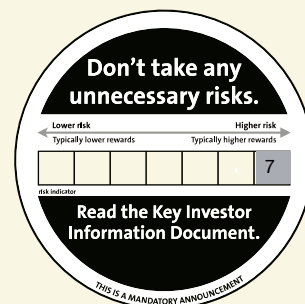 Don't take any
unnecessary risks.
Lower risk Higher risk
Typically lower rewards Typically higher rewards
7
risk indicator
Read the Key Investor
Information Document.
THIS IS A MANDATORY ANNOUNCEMENT